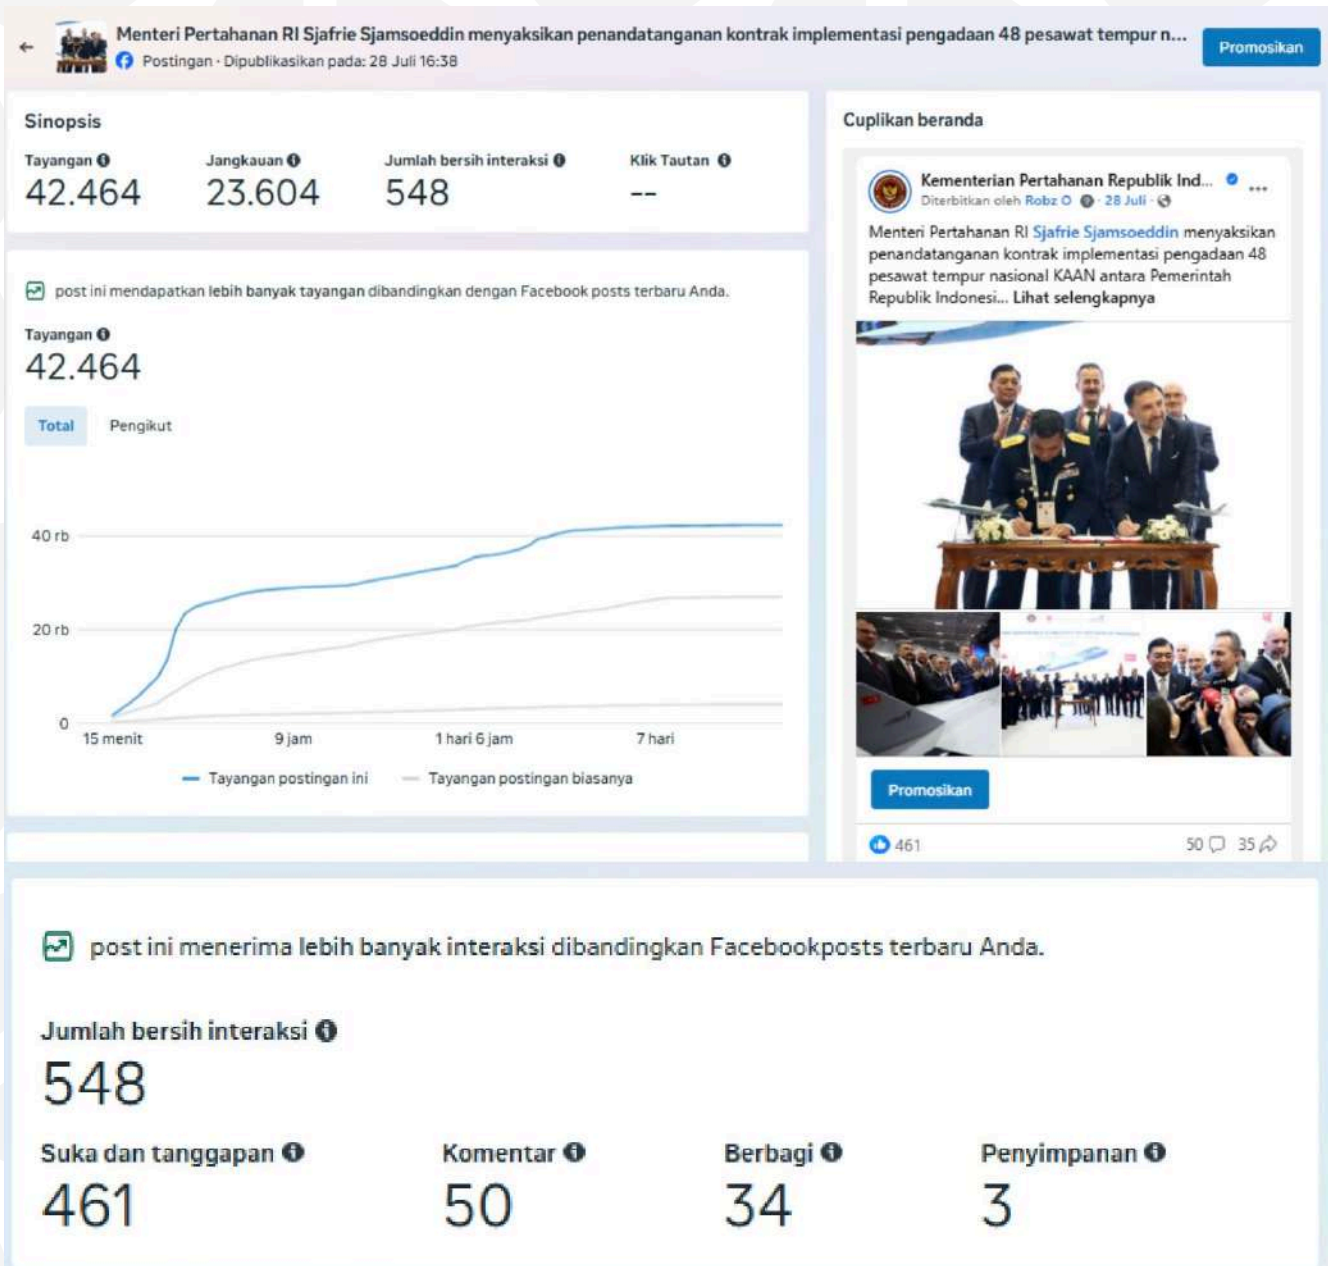 Menteri Pertahanan RI Sjafrie Sjamsoeddin menyaksikan penandatanganan kontrak implementasi pengadaan 48 pesawat tempur n...
Postingan · Dipublikasikan pada: 28 Juli 16:38
Promosikan
Sinopsis
Tayangan
Jangkauan
Jumlah bersih interaksi
Klik Tautan
42.464
23.604
548
--
post ini mendapatkan lebih banyak tayangan dibandingkan dengan Facebook posts terbaru Anda.
Tayangan
42.464
Total
Pengikut
40 rb
20 rb
0
15 menit
9 jam
1 hari 6 jam
7 hari
Tayangan postingan ini
Tayangan postingan biasanya
Cuplikan beranda
Kementerian Pertahanan Republik Ind...
Diterbitkan oleh Robz O · 28 Juli ·
Menteri Pertahanan RI Sjafrie Sjamsoeddin menyaksikan
penandatanganan kontrak implementasi pengadaan 48
pesawat tempur nasional KAAN antara Pemerintah
Republik Indonesi... Lihat selengkapnya
Promosikan
461
50
35
post ini menerima lebih banyak interaksi dibandingkan Facebookposts terbaru Anda.
Jumlah bersih interaksi
548
Suka dan tanggapan
Komentar
Berbagi
Penyimpanan
461
50
34
3